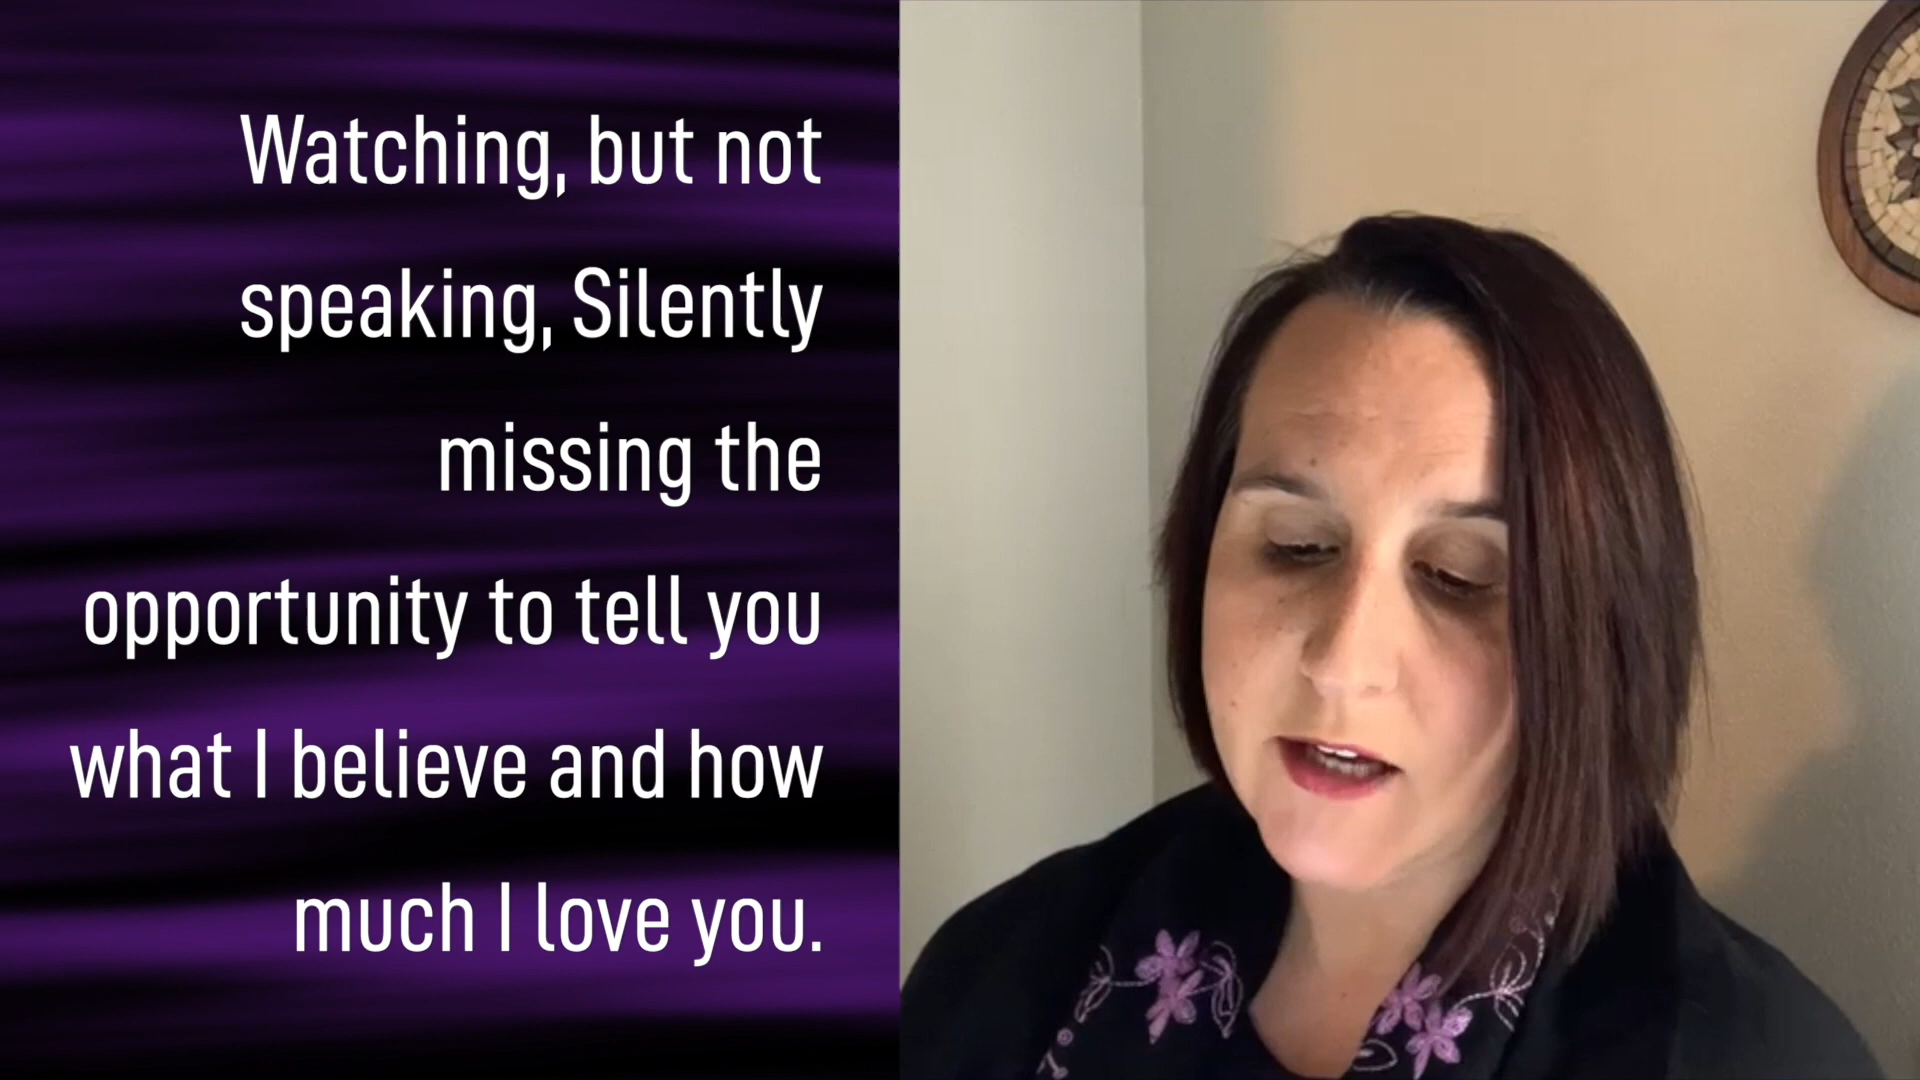 Watching, but not
speaking, Silently
missing the
opportunity to tell you
what I believe and how
much I love you.